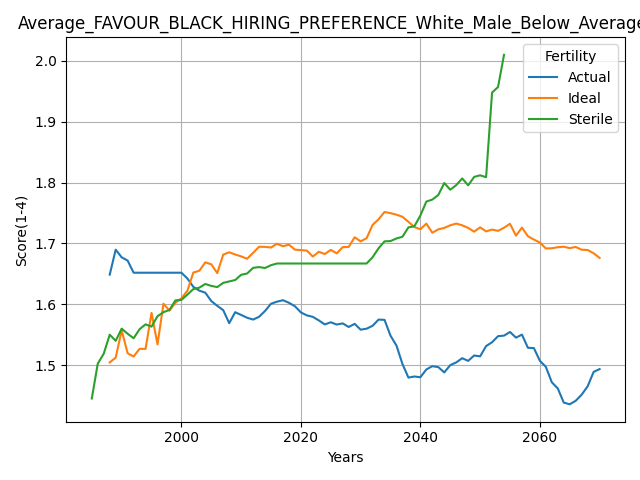 Average_FAVOUR_BLACK_HIRING_PREFERENCE_White_Male_Below_Average
Fertility
Actual
Ideal
Sterile
Score(1-4)
2.0
1.9
1.8
1.7
1.6
1.5
2000 2020 2040 2060
Years